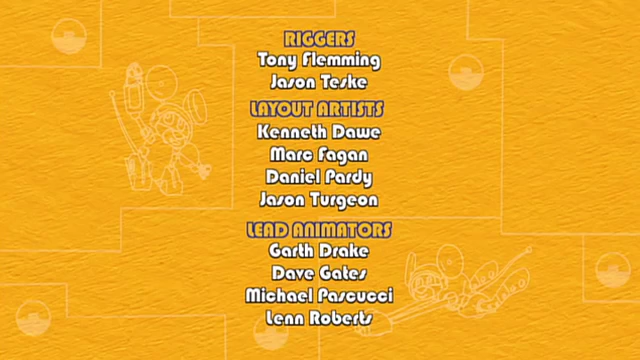 RIGGERS
Tony Flemming
Jason Teske
LAYOUT ARTISTS
Kenneth Dawe
Marc Fagan
Daniel Pardy
Jason Turgeon
LEAD ANIMATORS
Garth Drake
Dave Gates
Michael Pascucci
Lenn Roberts